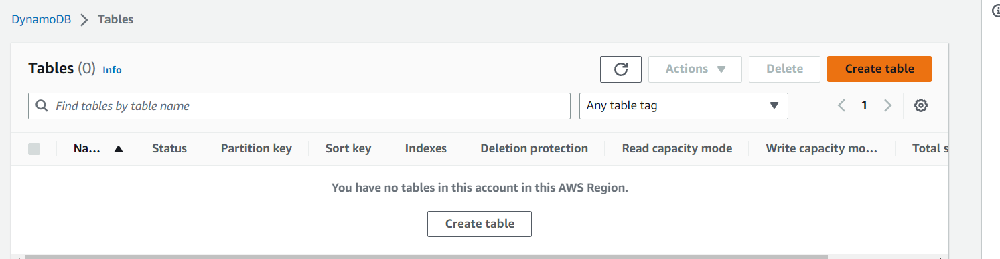 DynamoDB > Tables
Tables (0) Info
Actions Delete Create table
Find tables by table name Any table tag 1
Na... Status Partition key Sort key Indexes Deletion protection Read capacity mode Write capacity mo... Total s
You have no tables in this account in this AWS Region.
Create table